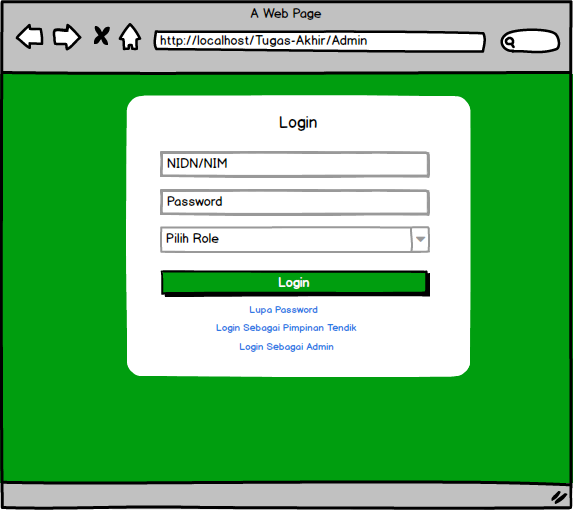 A Web Page
http://localhost/Tugas-Akhir/Admin
Login
NIDN/NIM
Password
Pilih Role
Login
Lupa Password
Login Sebagai Pimpinan Tendik
Login Sebagai Admin